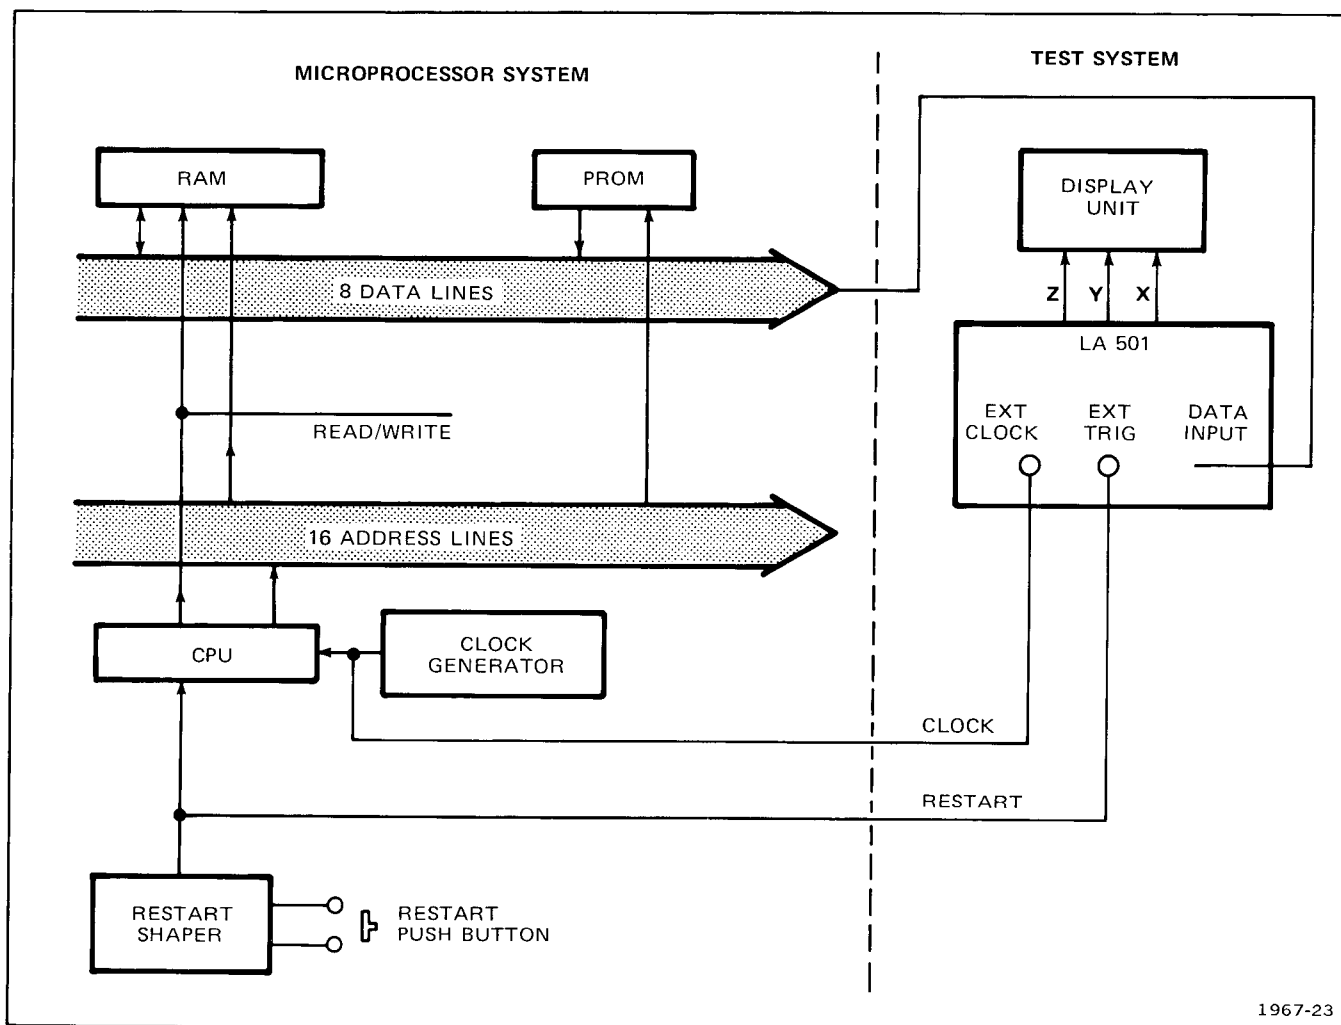 MICROPROCESSOR SYSTEM
TEST SYSTEM
RAM
PROM
DISPLAY
UNIT
8 DATA LINES
Z Y X
LA 501
EXT
CLOCK
EXT
TRIG
DATA
INPUT
READ/WRITE
16 ADDRESS LINES
CPU
CLOCK
GENERATOR
CLOCK
RESTART
RESTART
SHAPER
RESTART
PUSH BUTTON
1967-23